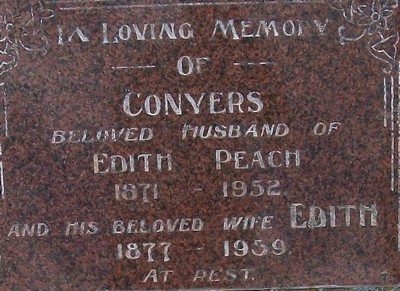 IN LOVING MEMORY
OF
CONYERS
BELOVED HUSBAND OF
EDITH PEACH
1871 - 1952.
AND HIS BELOVED WIFE EDITH
1877 - 1959
AT REST.